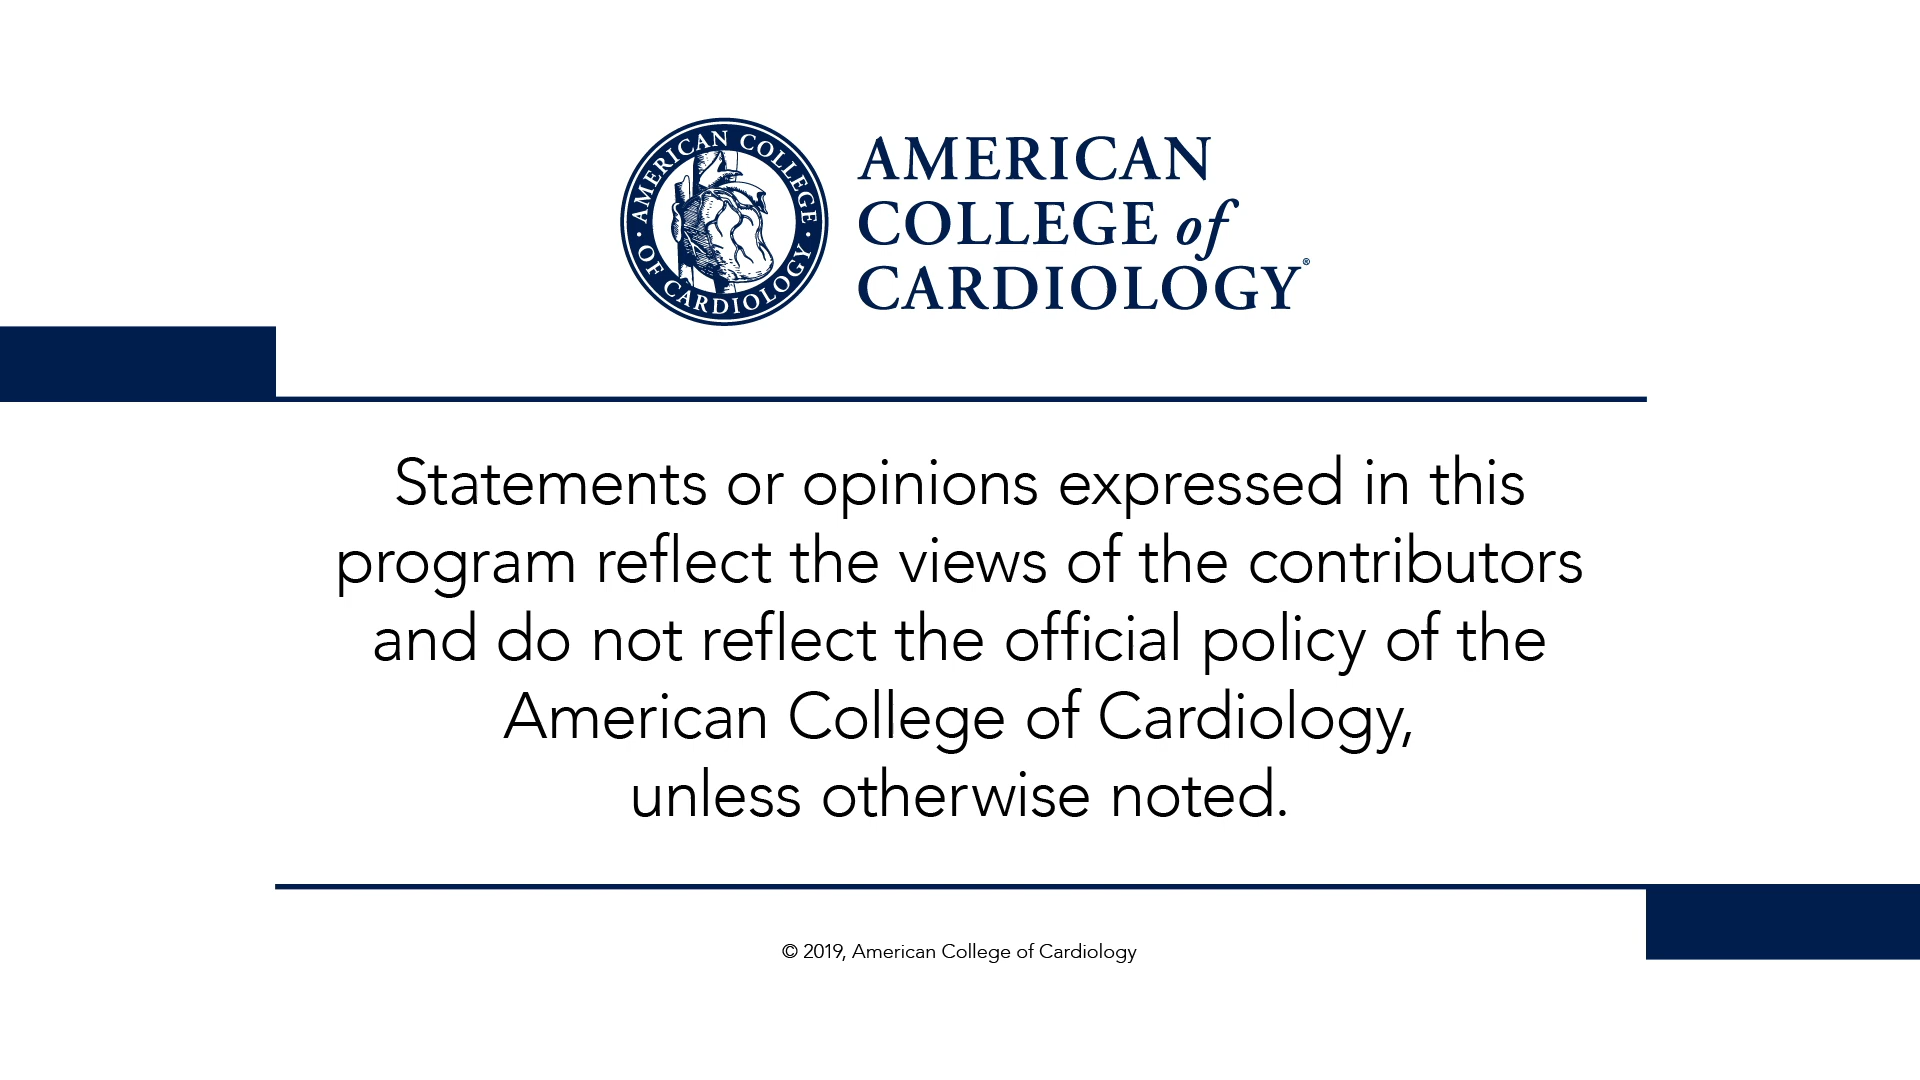 AMERICAN COLLEGE
· OF CARDIOLOGY ·
AMERICAN
COLLEGE of
CARDIOLOGY®
Statements or opinions expressed in this
program reflect the views of the contributors
and do not reflect the official policy of the
American College of Cardiology,
unless otherwise noted.
© 2019, American College of Cardiology